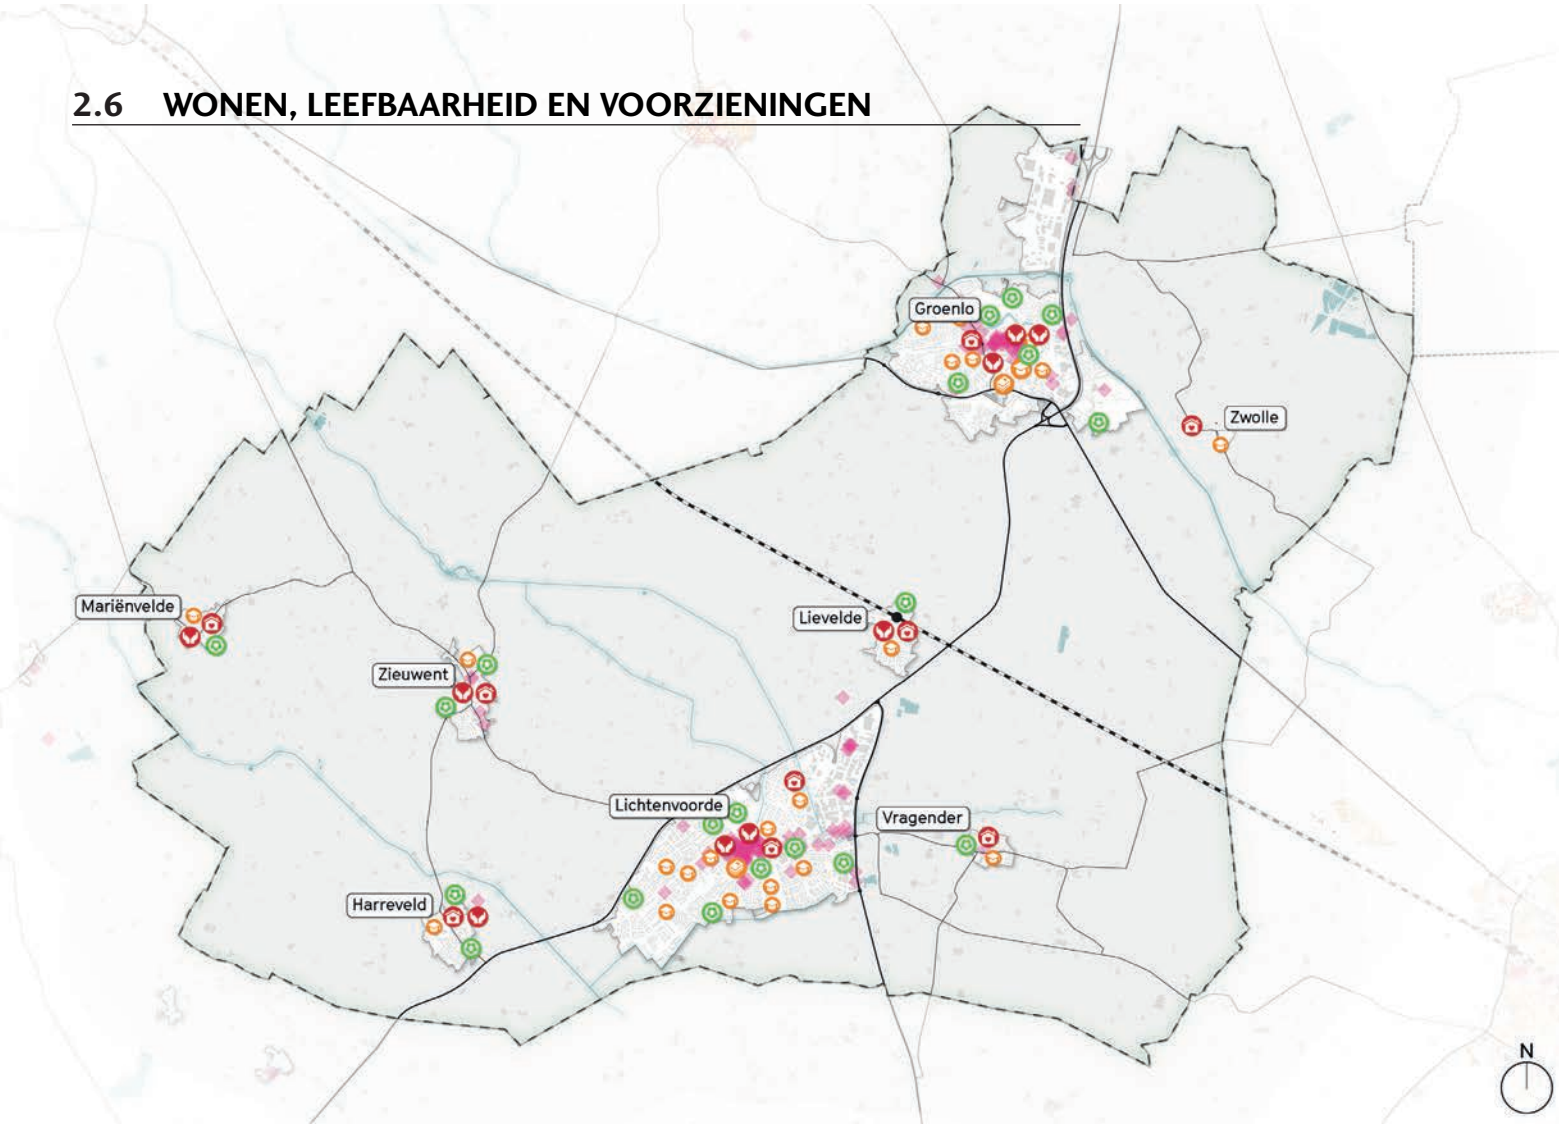 2.6 WONEN, LEEFBAARHEID EN VOORZIENINGEN
Groenlo
Zwolle
Mariënvelde
Lievelde
Zieuwent
Lichtenvoorde
Vragender
Harreveld
N